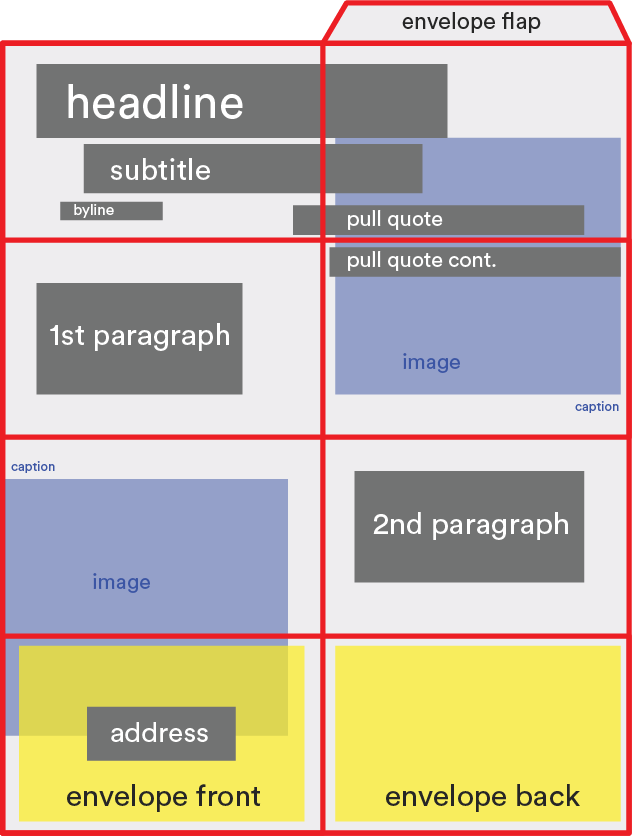 envelope flap
headline
subtitle
byline
pull quote
pull quote cont.
1st paragraph
image
caption
caption
2nd paragraph
image
address
envelope front
envelope back